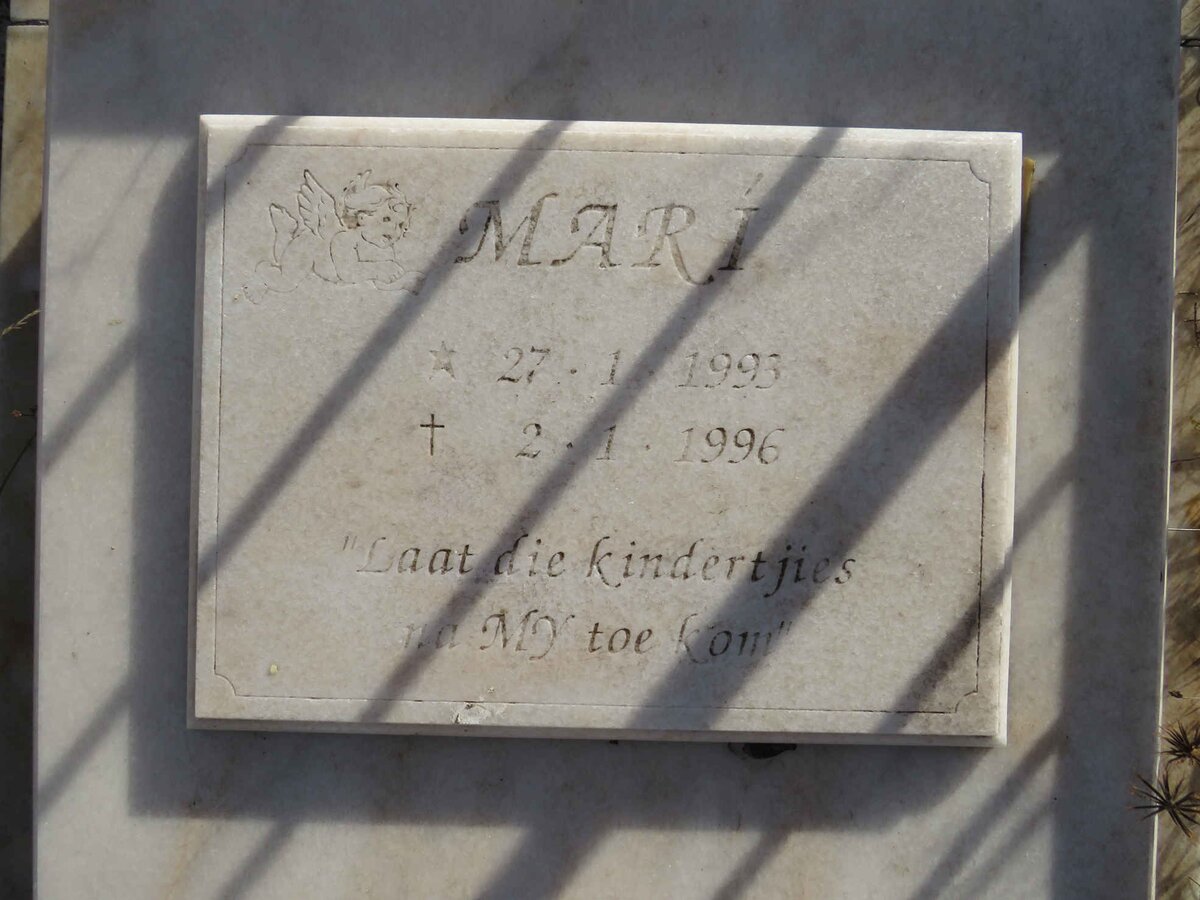 MARÍ
★ 27 · 1 · 1993
† 2 · 1 · 1996
"Laat die kindertjies
na MY toe kom"